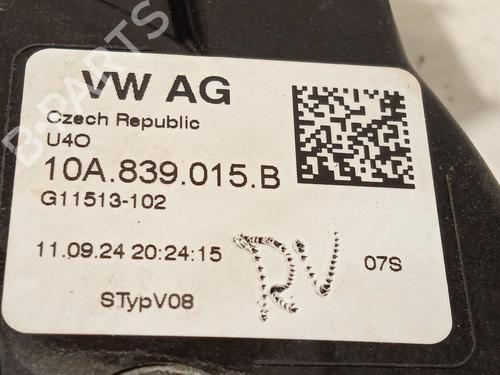 VW AG
Czech Republic
U4O
10A.839.015.B
G11513-102
11.09.24 20:24:15
RV
07S
STypV08
B-PARTS